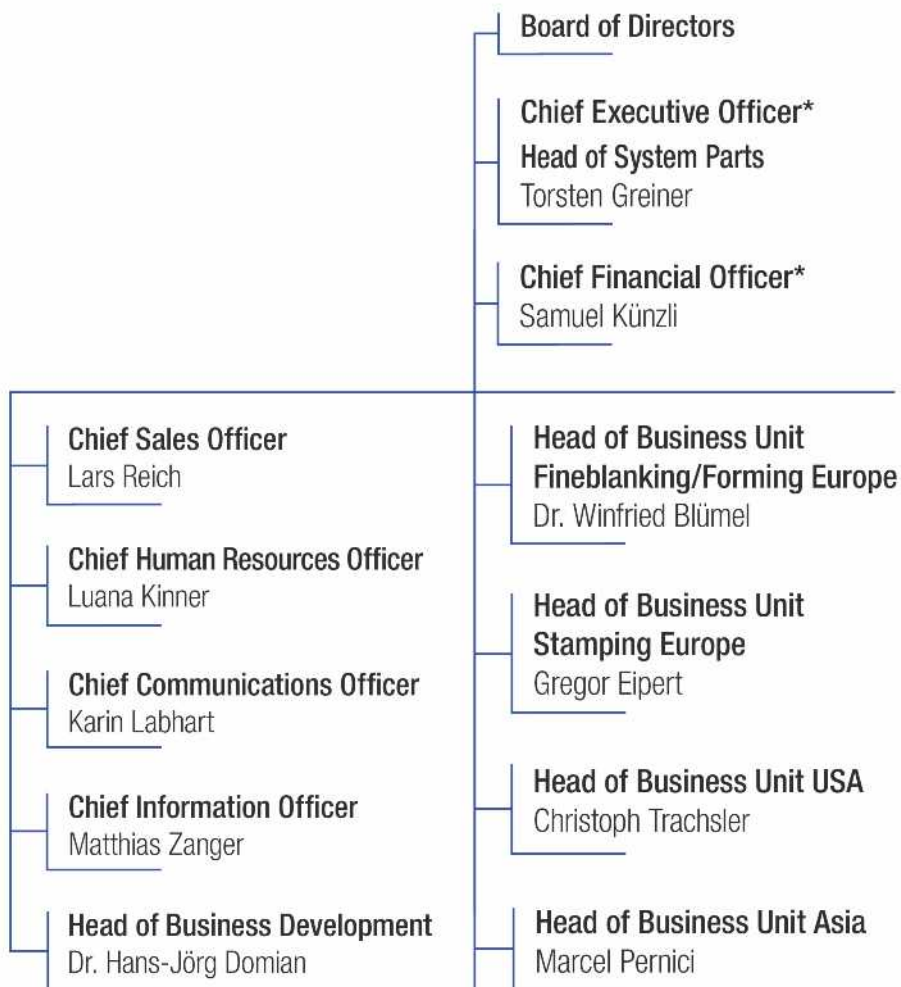 Board of Directors
Chief Executive Officer*
Head of System Parts
Torsten Greiner
Chief Financial Officer*
Samuel Künzli
Chief Sales Officer
Lars Reich
Chief Human Resources Officer
Luana Kinner
Chief Communications Officer
Karin Labhart
Chief Information Officer
Matthias Zanger
Head of Business Development
Dr. Hans-Jörg Domian
Head of Business Unit
Fineblanking/Forming Europe
Dr. Winfried Blümel
Head of Business Unit
Stamping Europe
Gregor Eipert
Head of Business Unit USA
Christoph Trachsler
Head of Business Unit Asia
Marcel Pernici